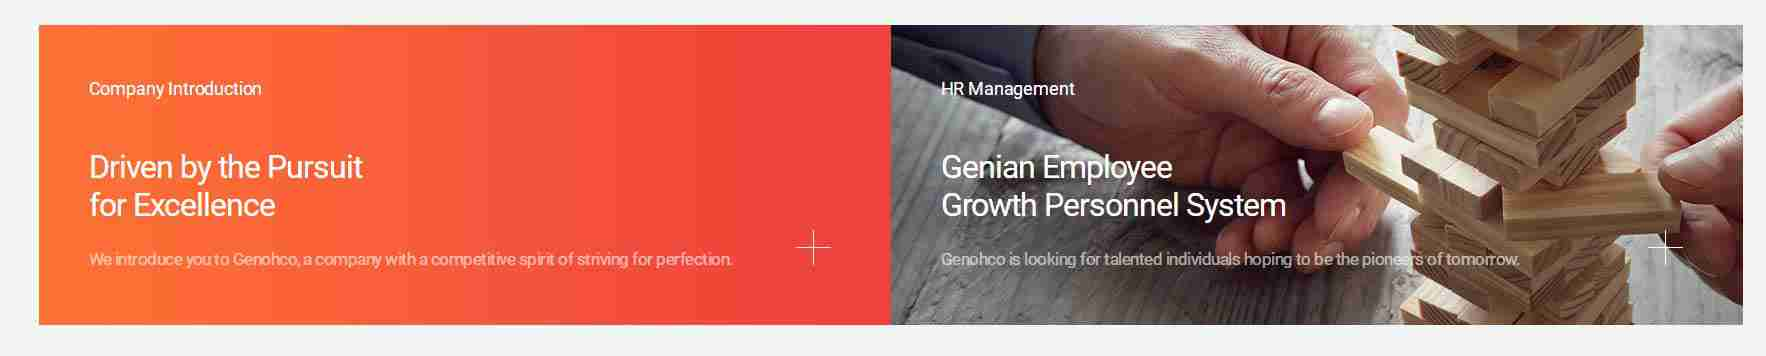 Company Introduction
Driven by the Pursuit
for Excellence
We introduce you to Genohco, a company with a competitive spirit of striving for perfection.
HR Management
Genian Employee
Growth Personnel System
Genohco is looking for talented individuals hoping to be the pioneers of tomorrow.